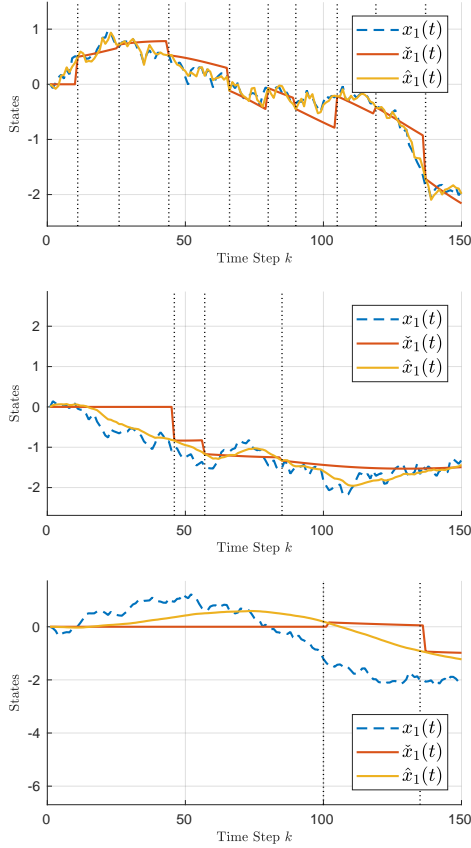 1
0
-1
-2
States
x₁(t)
x̌₁(t)
x̂₁(t)
0
50
100
150
Time Step k
2
1
0
-1
-2
States
x₁(t)
x̌₁(t)
x̂₁(t)
0
50
100
150
Time Step k
0
-2
-4
-6
States
x₁(t)
x̌₁(t)
x̂₁(t)
0
50
100
150
Time Step k